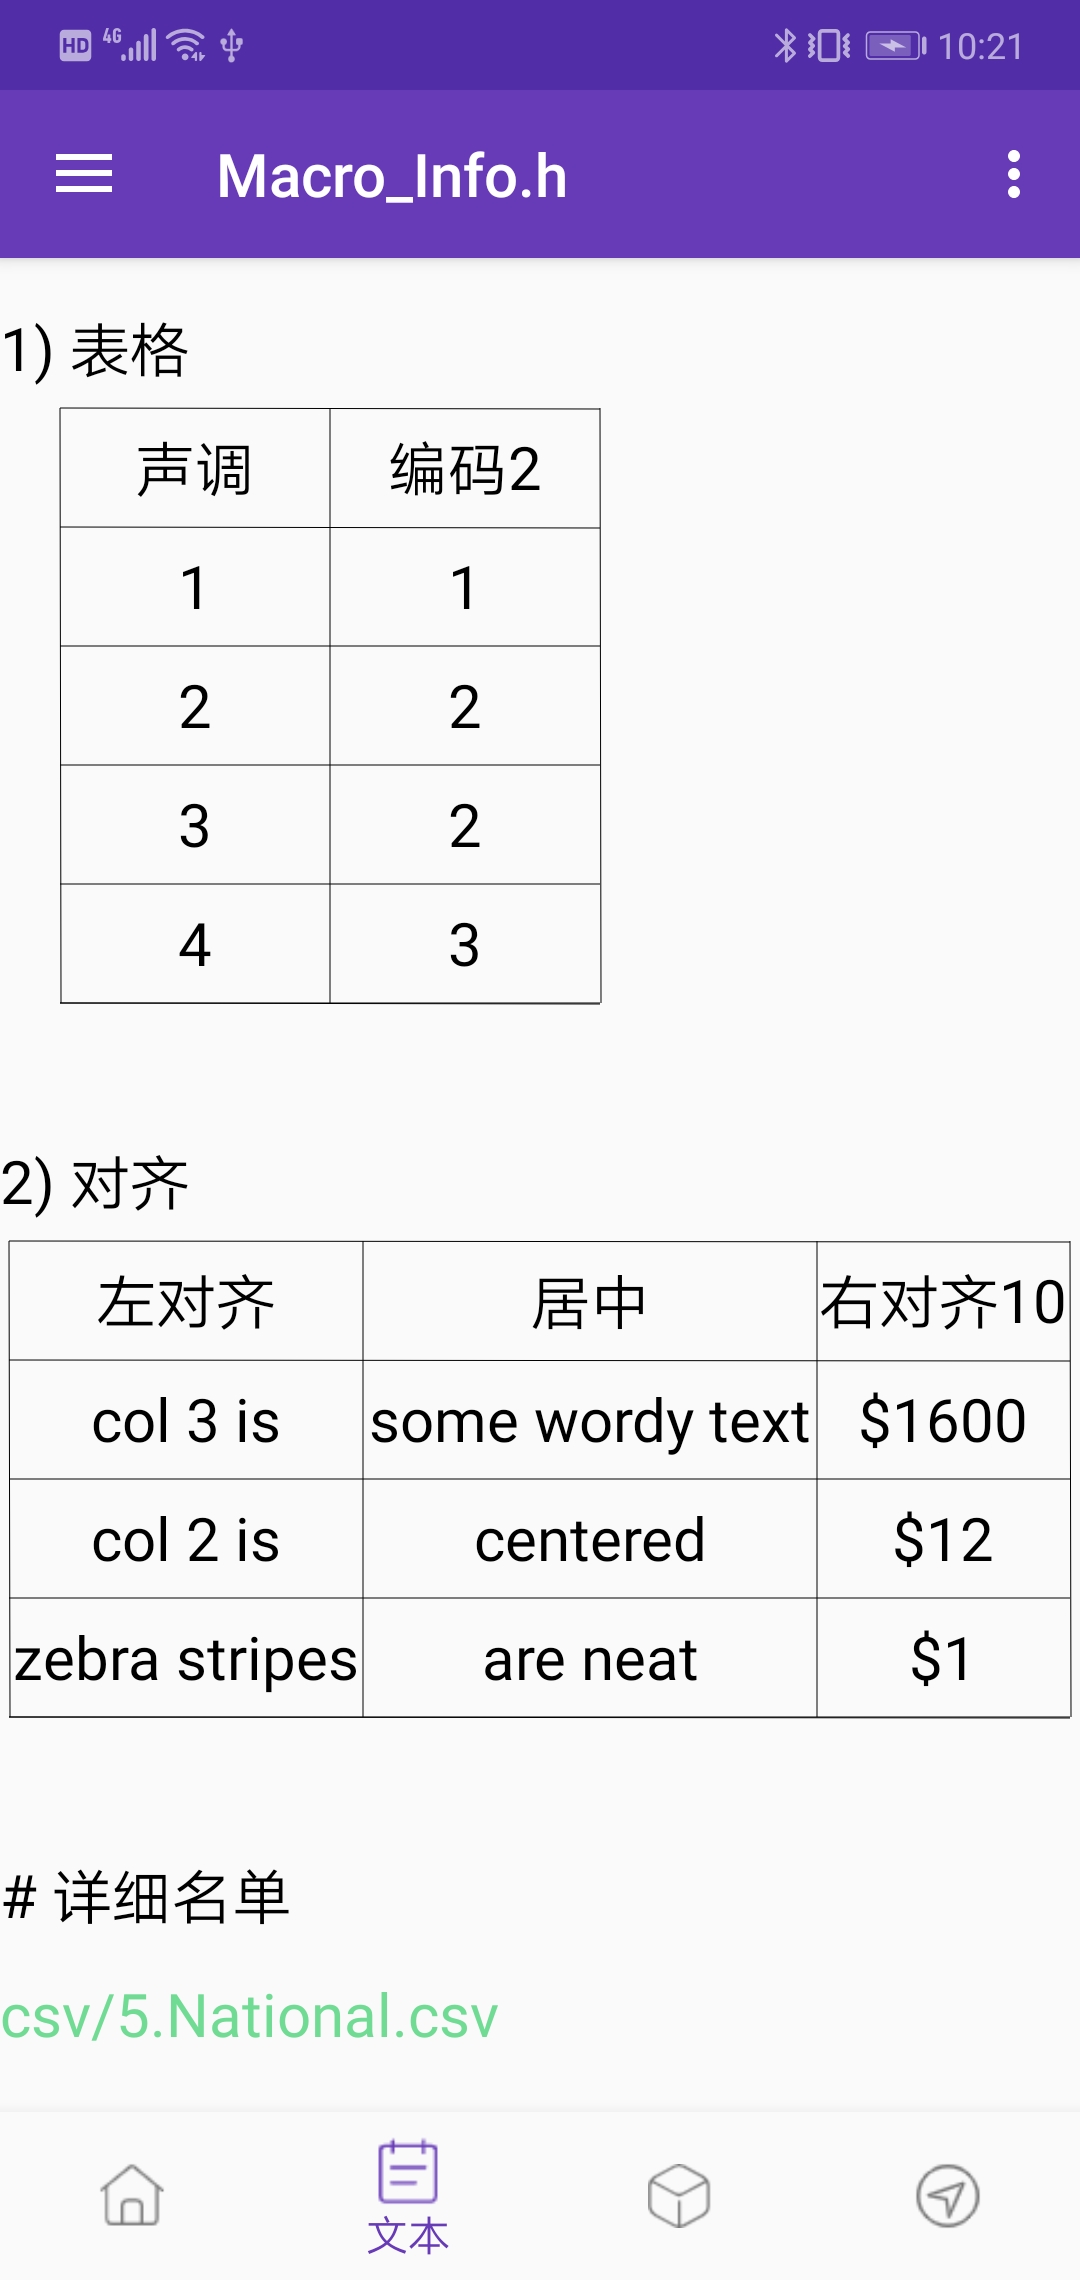 HD 4G 10:21
Macro_Info.h
1) 表格
声调 编码2
1 1
2 2
3 2
4 3
2) 对齐
左对齐 居中 右对齐10
col 3 is some wordy text $1600
col 2 is centered $12
zebra stripes are neat $1
# 详细名单
csv/5.National.csv
文本